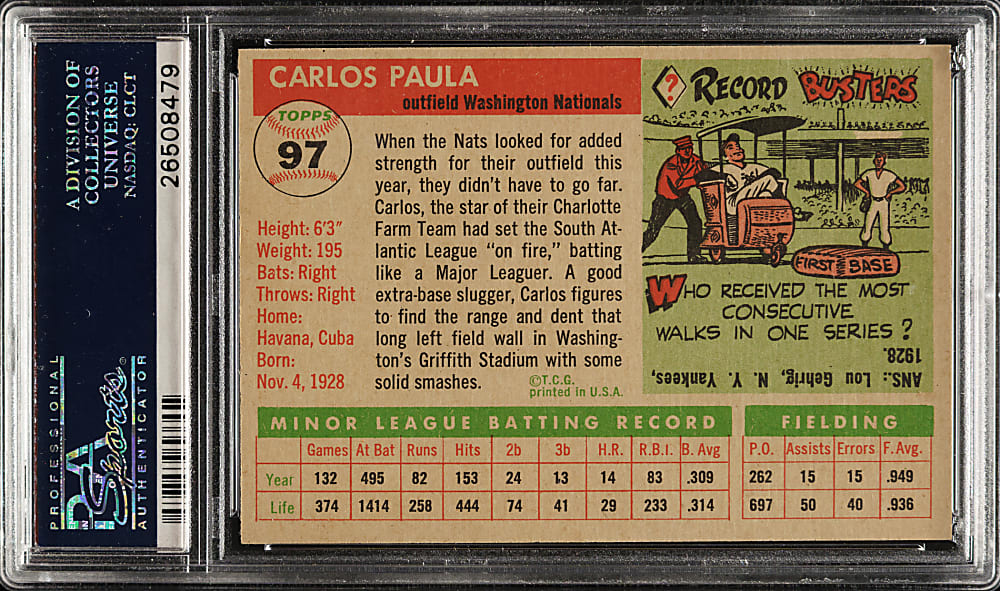 A DIVISION OF
COLLECTORS
UNIVERSE
NASDAQ: CLCT
26508479
PROFESSIONAL
PSA
Sports
AUTHENTICATOR
CARLOS PAULA
outfield Washington Nationals
TOPPS
97
Height: 6'3"
Weight: 195
Bats: Right
Throws: Right
Home:
Havana, Cuba
Born:
Nov. 4, 1928
When the Nats looked for added
strength for their outfield this
year, they didn't have to go far.
Carlos, the star of their Charlotte
Farm Team had set the South At-
lantic League "on fire," batting
like a Major Leaguer. A good
extra-base slugger, Carlos figures
to find the range and dent that
long left field wall in Washing-
ton's Griffith Stadium with some
solid smashes.
©T.C.G.
printed in U.S.A.
? RECORD BUSTERS
FIRST BASE
WHO RECEIVED THE MOST
CONSECUTIVE
WALKS IN ONE SERIES?
ANS.: Lou Gehrig, N. Y. Yankees,
1928.
MINOR LEAGUE BATTING RECORD
Games At Bat Runs Hits 2b 3b H.R. R.B.I. B. Avg
Year 132 495 82 153 24 13 14 83 .309
Life 374 1414 258 444 74 41 29 233 .314
FIELDING
P.O. Assists Errors F. Avg.
262 15 15 .949
697 50 40 .936